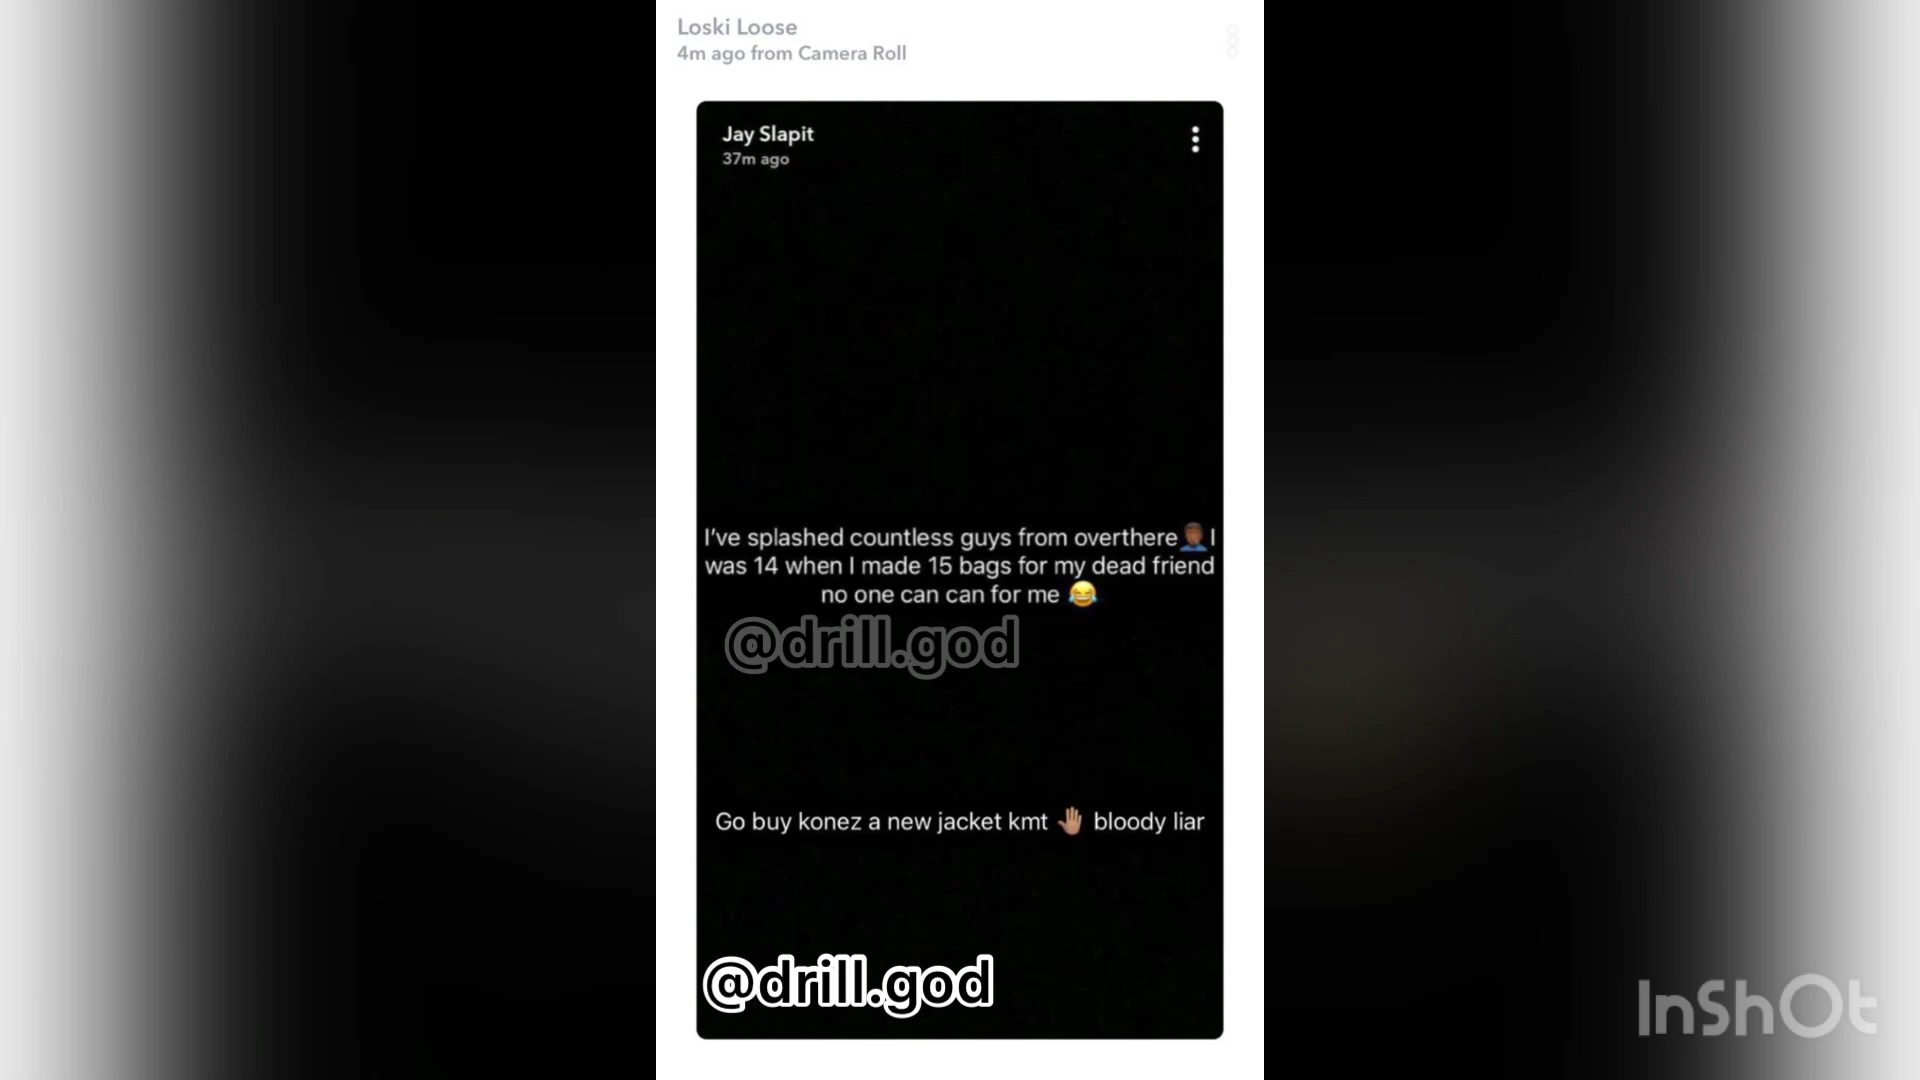 Loski Loose
4m ago from Camera Roll
Jay Slapit
37m ago
I've splashed countless guys from overthere🤦🏾‍♂️I
was 14 when I made 15 bags for my dead friend
no one can can for me 😂
@drill.god
Go buy konez a new jacket kmt 🤚🏽 bloody liar
@drill.god
InShOt